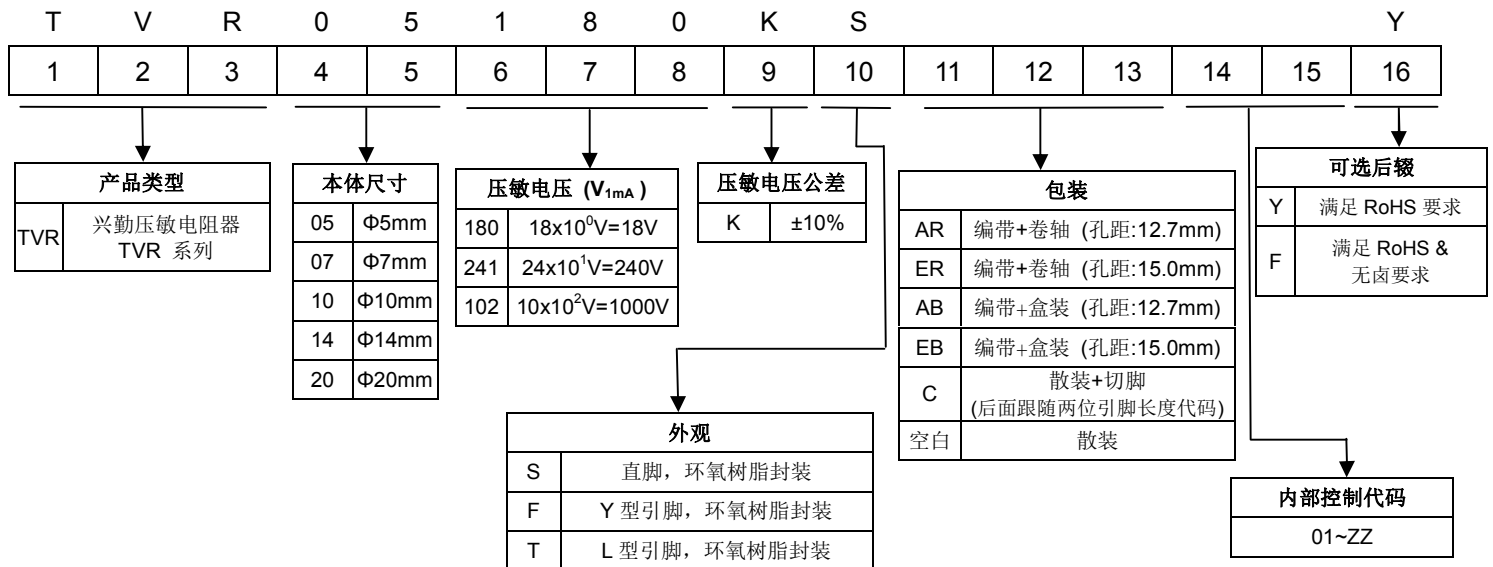 T V R 0 5 1 8 0 K S Y
1 2 3 4 5 6 7 8 9 10 11 12 13 14 15 16
产品类型
TVR 兴勤压敏电阻器
TVR 系列
本体尺寸
05 Φ5mm
07 Φ7mm
10 Φ10mm
14 Φ14mm
20 Φ20mm
压敏电压 (V1mA)
180 18x10⁰V=18V
241 24x10¹V=240V
102 10x10²V=1000V
压敏电压公差
K ±10%
外观
S 直脚，环氧树脂封装
F Y 型引脚，环氧树脂封装
T L 型引脚，环氧树脂封装
包装
AR 编带+卷轴 (孔距:12.7mm)
ER 编带+卷轴 (孔距:15.0mm)
AB 编带+盒装 (孔距:12.7mm)
EB 编带+盒装 (孔距:15.0mm)
C 散装+切脚
(后面跟随两位引脚长度代码)
空白 散装
内部控制代码
01~ZZ
可选后辍
Y 满足 RoHS 要求
F 满足 RoHS &
无卤要求